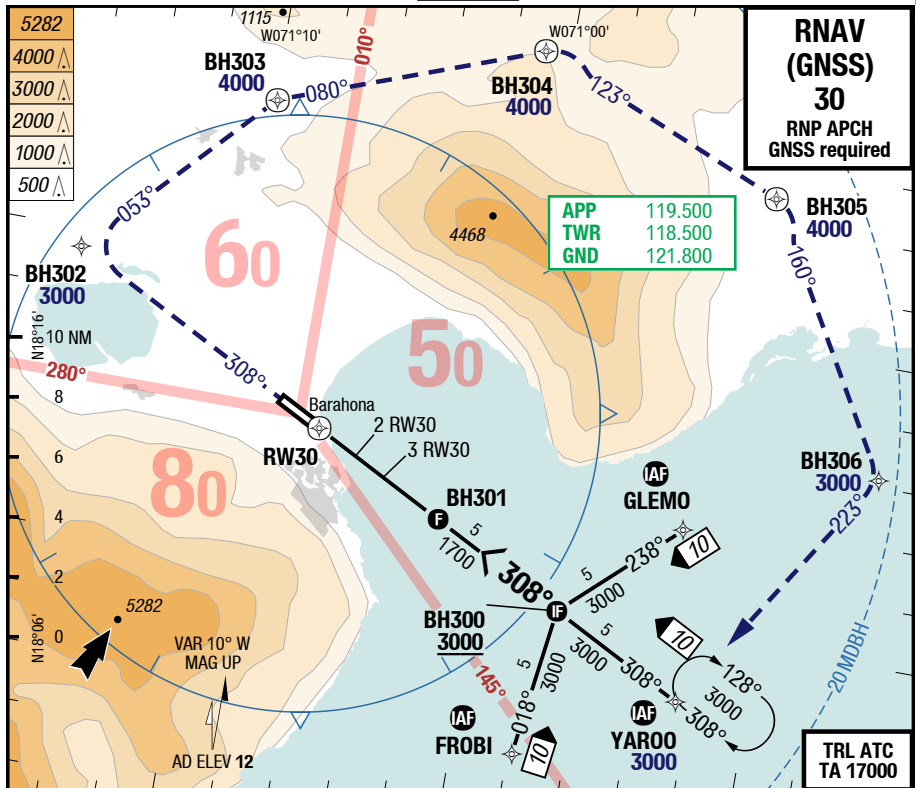 5282
4000
3000
2000
1000
500
1115
W071°10'
W071°00'
RNAV
(GNSS)
30
RNP APCH
GNSS required
BH303
4000
080°
010°
BH304
4000
123°
053°
BH302
3000
60
4468
APP 119.500
TWR 118.500
GND 121.800
BH305
4000
160°
N18°16'
10 NM
280°
308°
50
8
Barahona
2 RW30
3 RW30
RW30
6
80
IAF
GLEMO
BH306
3000
223°
4
F
BH301
5
1700
308°
238°
10
5
3000
2
5282
N18°06'
0
VAR 10° W
MAG UP
AD ELEV 12
IF
BH300
3000
145°
5
3000
018°
10
IAF
FROBI
5
3000
308°
10
128°
3000
308°
IAF
YAROO
3000
20 MDBH
TRL ATC
TA 17000